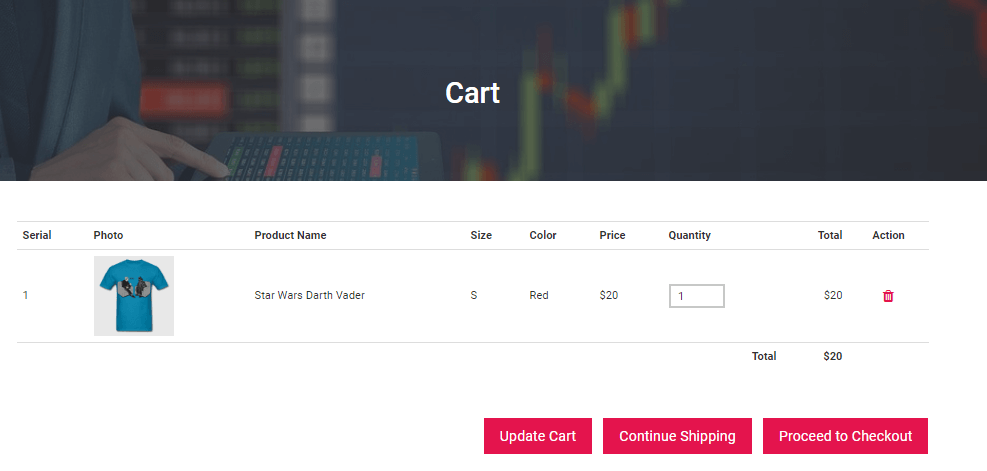 Cart
Serial Photo Product Name Size Color Price Quantity Total Action
1 Star Wars Darth Vader S Red $20 1 $20
Total $20
Update Cart Continue Shipping Proceed to Checkout